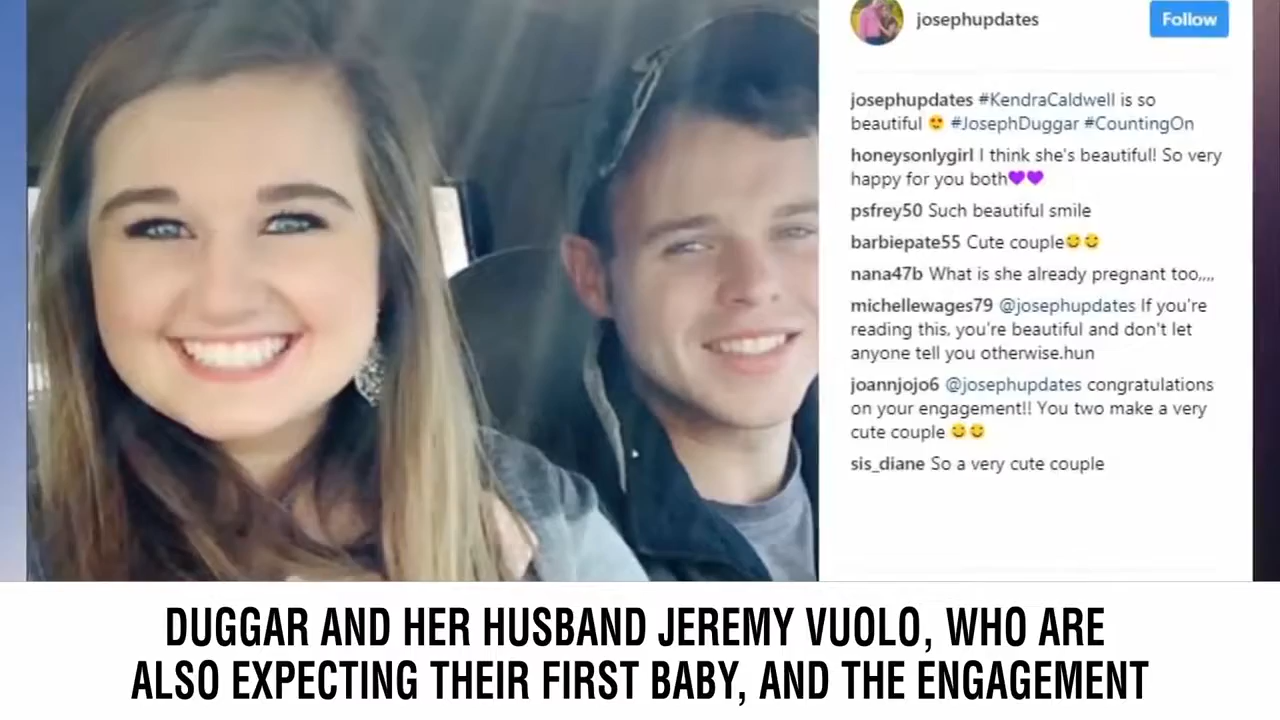 josephupdates
Follow
josephupdates #KendraCaldwell is so
beautiful 😍 #JosephDuggar #CountingOn
honeysonlygirl I think she's beautiful! So very
happy for you both💜💜
psfrey50 Such beautiful smile
barbiepate55 Cute couple😊😊
nana47b What is she already pregnant too,,,,
michellewages79 @josephupdates If you're
reading this, you're beautiful and don't let
anyone tell you otherwise.hun
joannjojo6 @josephupdates congratulations
on your engagement!! You two make a very
cute couple 😊😊
sis_diane So a very cute couple
DUGGAR AND HER HUSBAND JEREMY VUOLO, WHO ARE
ALSO EXPECTING THEIR FIRST BABY, AND THE ENGAGEMENT